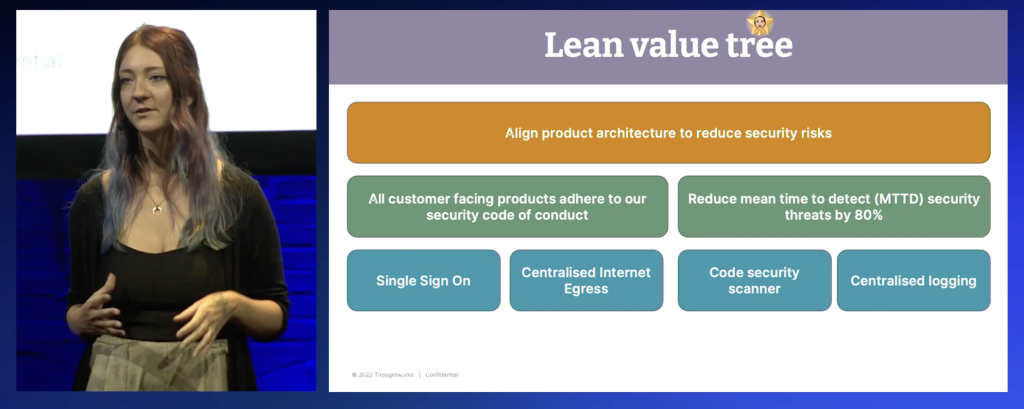 ntial
Lean value tree
Align product architecture to reduce security risks
All customer facing products adhere to our
security code of conduct
Reduce mean time to detect (MTTD) security
threats by 80%
Single Sign On
Centralised Internet
Egress
Code security
scanner
Centralised logging
© 2022 Thoughtworks | Confidential